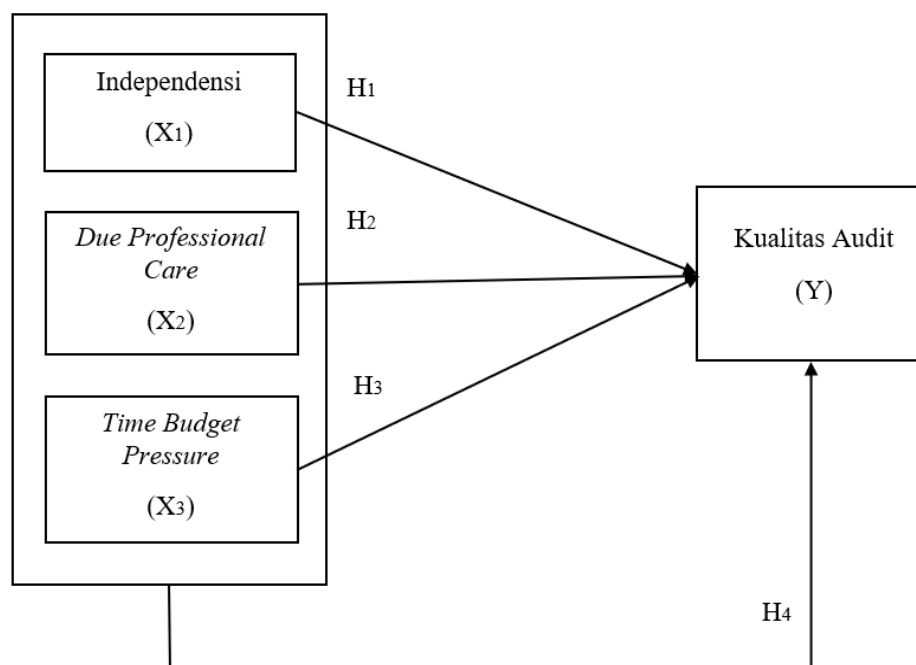 Independensi
(X1)
H1
Due Professional
Care
(X2)
H2
Time Budget
Pressure
(X3)
H3
Kualitas Audit
(Y)
H4